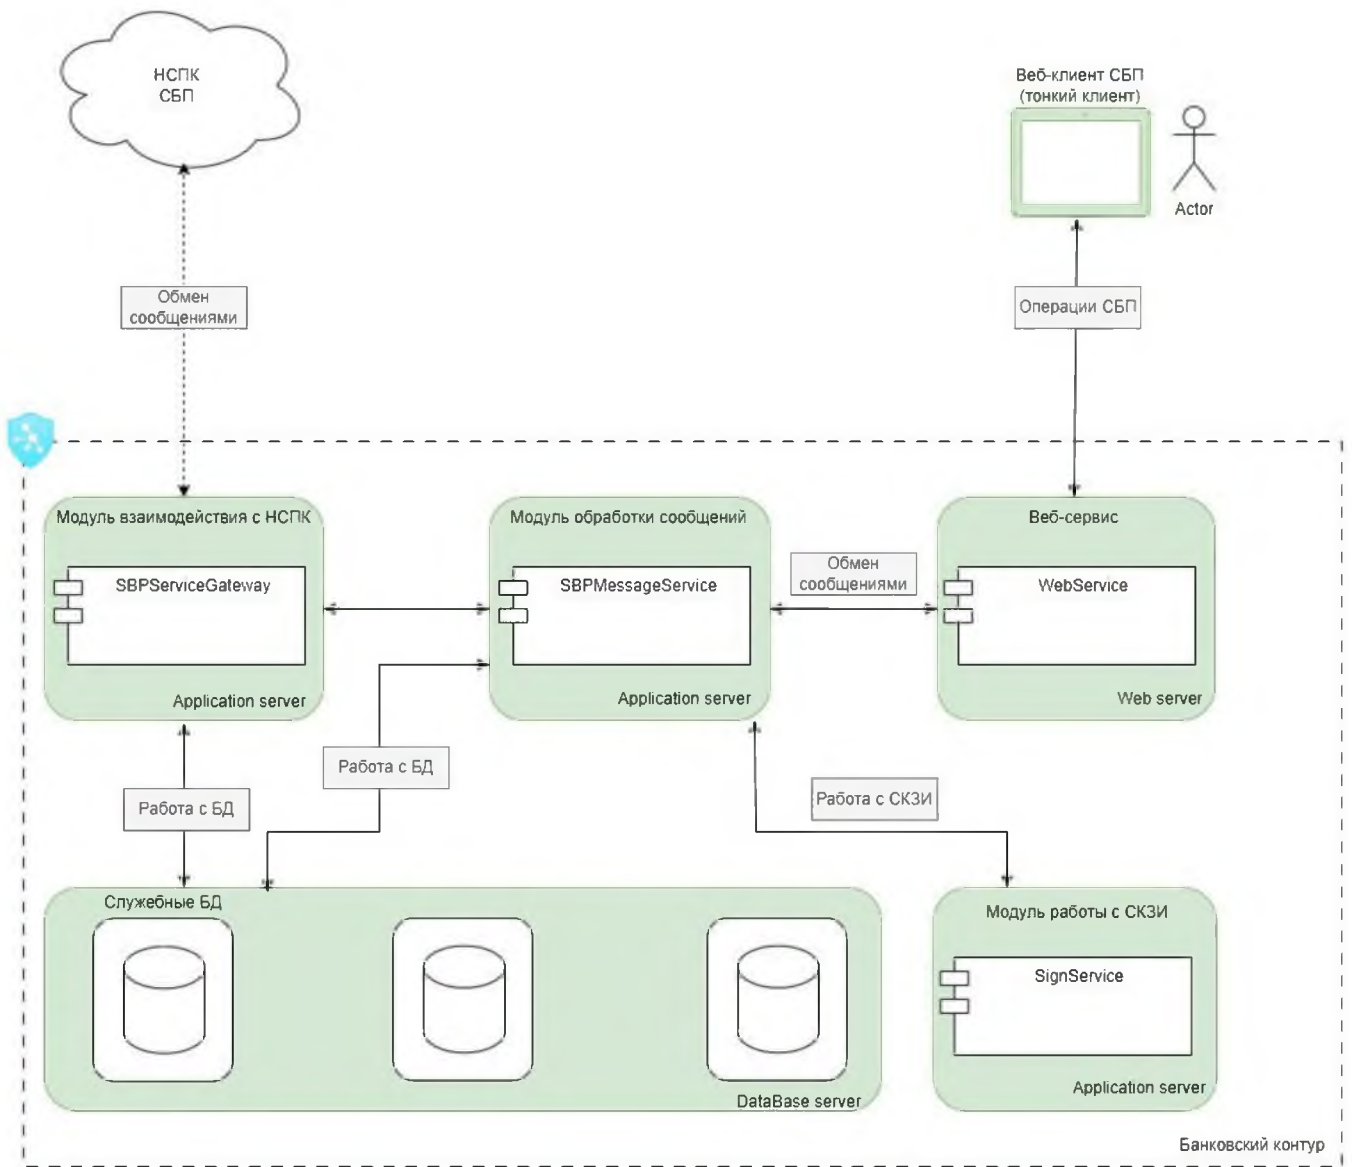 НСПК
СБП
Веб-клиент СБП
(тонкий клиент)
Actor
Обмен
сообщениями
Операции СБП
Модуль взаимодействия с НСПК
SBPServiceGateway
Application server
Модуль обработки сообщений
SBPMessageService
Application server
Обмен
сообщениями
Веб-сервис
WebService
Web server
Работа с БД
Работа с БД
Работа с СКЗИ
Служебные БД
DataBase server
Модуль работы с СКЗИ
SignService
Application server
Банковский контур